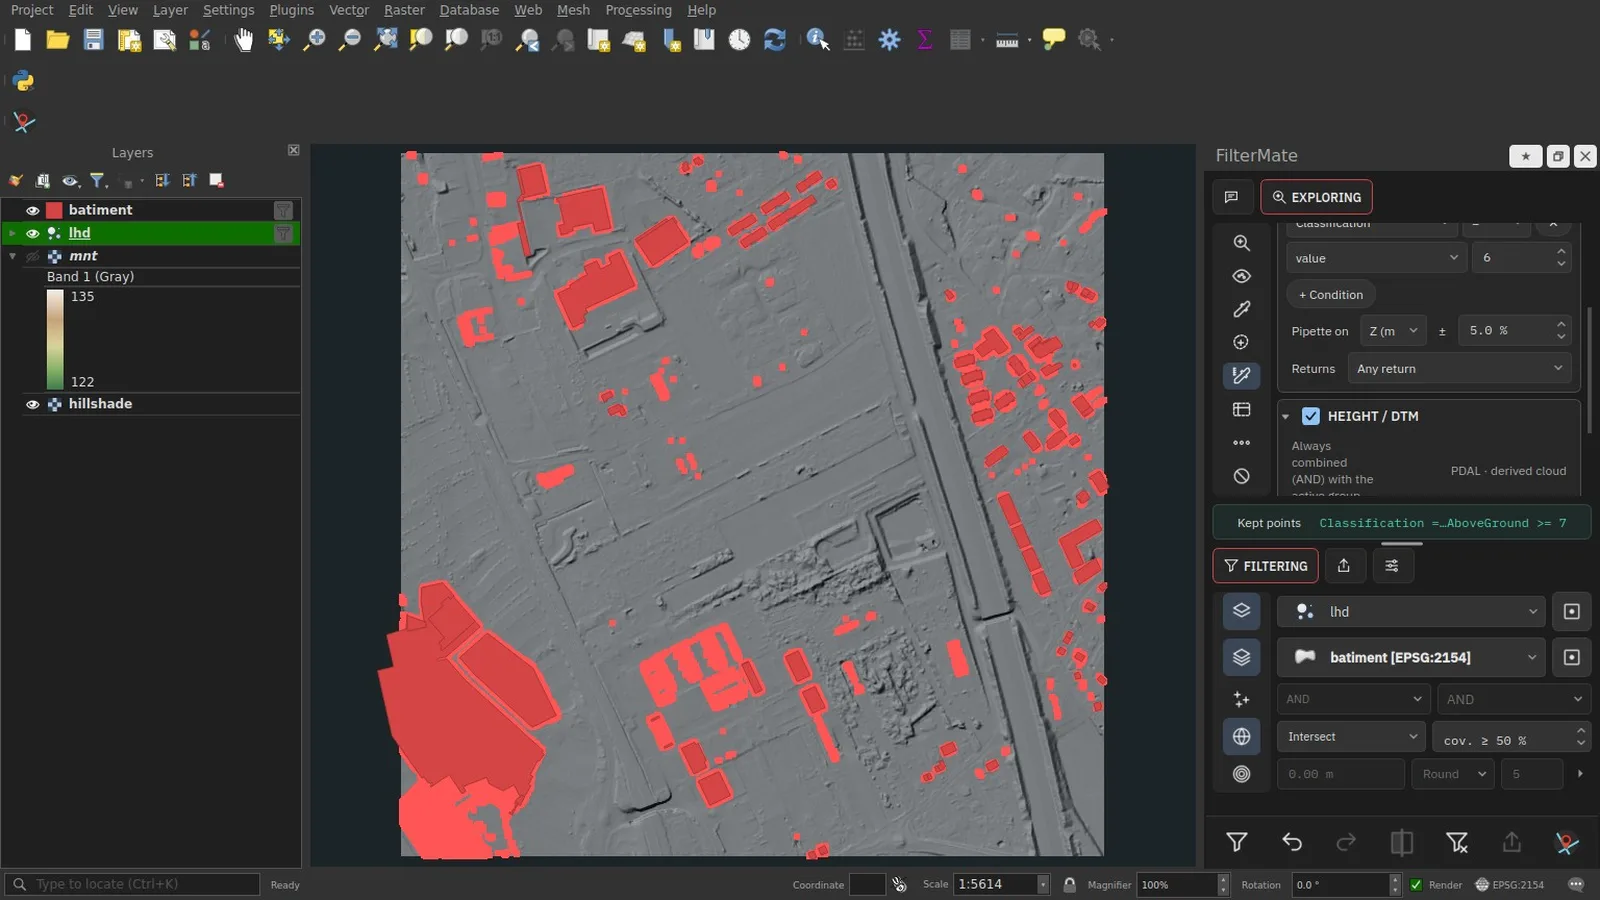 Project Edit View Layer Settings Plugins Vector Raster Database Web Mesh Processing Help
Layers
batiment
lhd
mnt
Band 1 (Gray)
135
122
hillshade
FilterMate
EXPLORING
Classification
value
6
+ Condition
Pipette on
Z (m
±
5.0 %
Returns
Any return
HEIGHT / DTM
Always
combined
(AND) with the
active group
PDAL · derived cloud
Kept points
Classification =…AboveGround >= 7
FILTERING
lhd
batiment [EPSG:2154]
AND
AND
Intersect
cov. ≥ 50 %
0.00 m
Round
5
Type to locate (Ctrl+K)
Ready
Coordinate
Scale
1:5614
Magnifier
100%
Rotation
0.0 °
Render
EPSG:2154